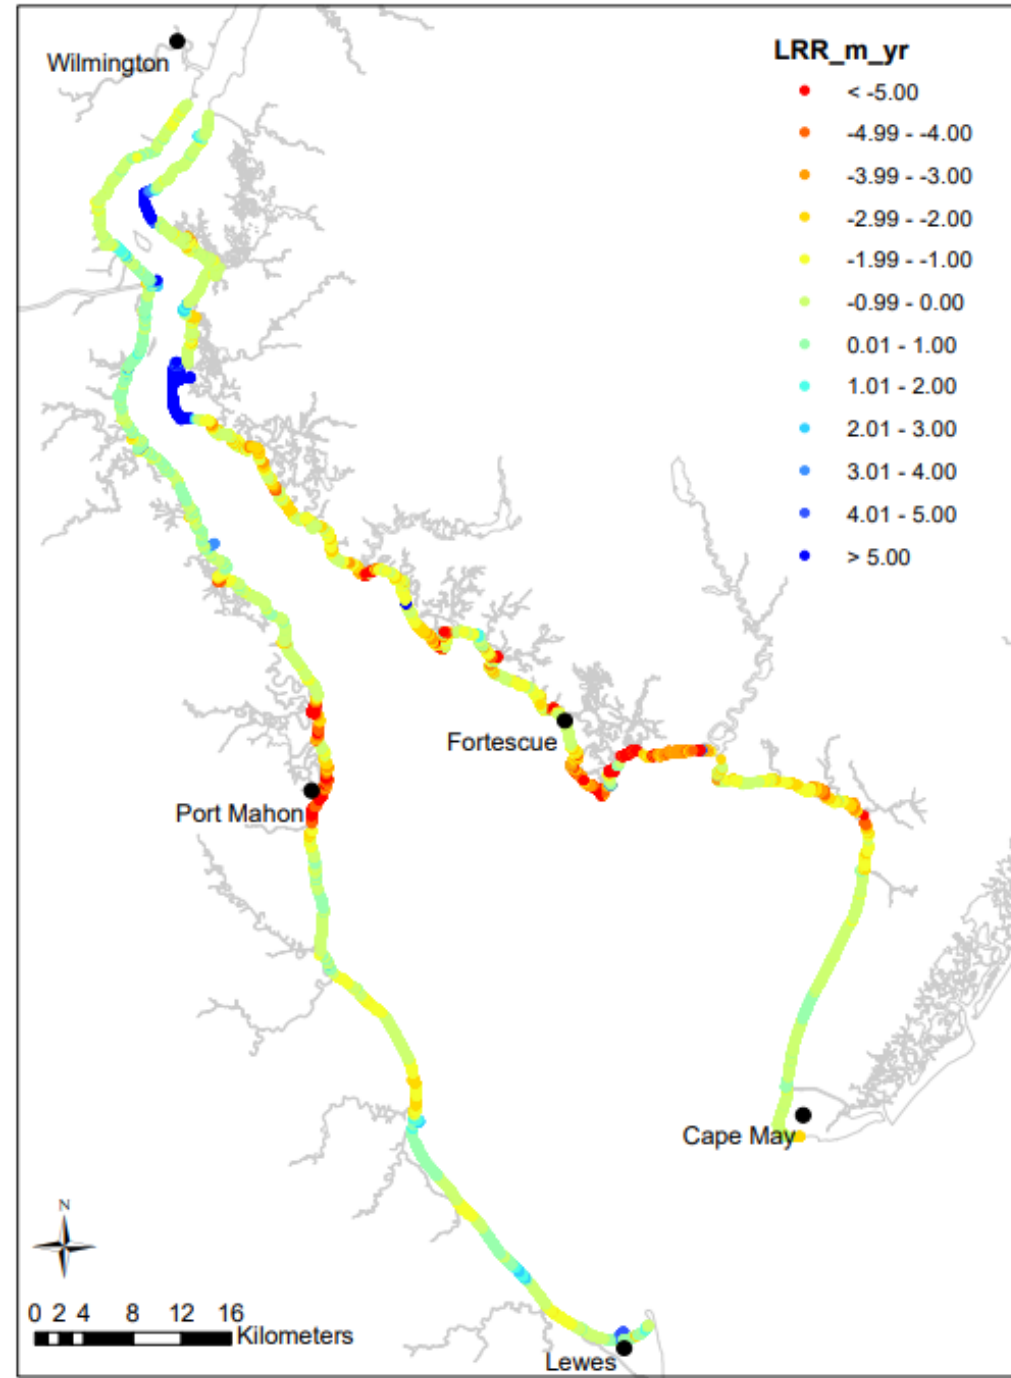 Wilmington
LRR_m_yr
< -5.00
-4.99 - -4.00
-3.99 - -3.00
-2.99 - -2.00
-1.99 - -1.00
-0.99 - 0.00
0.01 - 1.00
1.01 - 2.00
2.01 - 3.00
3.01 - 4.00
4.01 - 5.00
> 5.00
Fortescue
Port Mahon
Cape May
N
0 2 4 8 12 16
Kilometers
Lewes